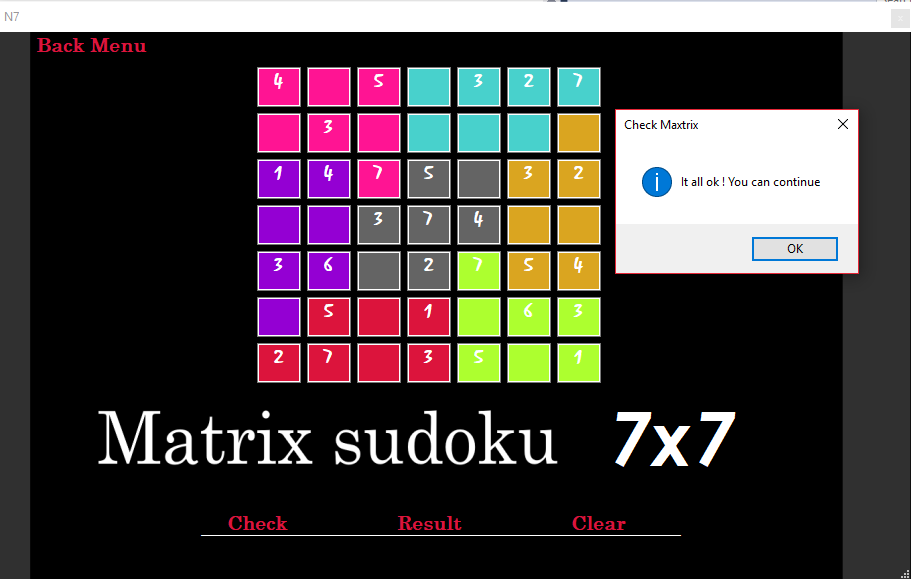 N7
Back Menu
4 5 3 2 7
3
Check Maxtrix
1 4 7 5 3 2
It all ok ! You can continue
3 7 4
OK
3 6 2 7 5 4
5 1 6 3
2 7 3 5 1
Matrix sudoku 7x7
Check Result Clear